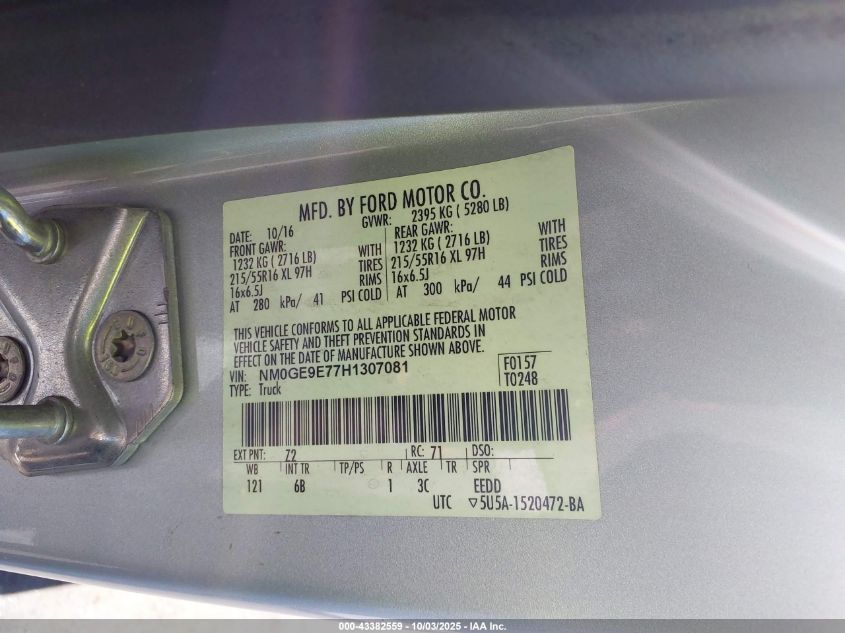 MFD. BY FORD MOTOR CO.
DATE: 10/16 GVWR: 2395 KG ( 5280 LB)
FRONT GAWR: REAR GAWR:
1232 KG ( 2716 LB) WITH 1232 KG ( 2716 LB) WITH
215/55R16 XL 97H TIRES 215/55R16 XL 97H TIRES
16x6.5J RIMS 16x6.5J RIMS
AT 280 kPa/ 41 PSI COLD AT 300 kPa/ 44 PSI COLD
THIS VEHICLE CONFORMS TO ALL APPLICABLE FEDERAL MOTOR
VEHICLE SAFETY AND THEFT PREVENTION STANDARDS IN
EFFECT ON THE DATE OF MANUFACTURE SHOWN ABOVE.
VIN: NM0GE9E77H1307081 F0157
TYPE: Truck T0248
EXT PNT: Z2 RC: 71 DSO:
WB INT TR TP/PS R AXLE TR SPR
121 6B 1 3C EEDD
UTC ▽5U5A-1520472-BA
000-43382559 - 10/03/2025 - IAA Inc.